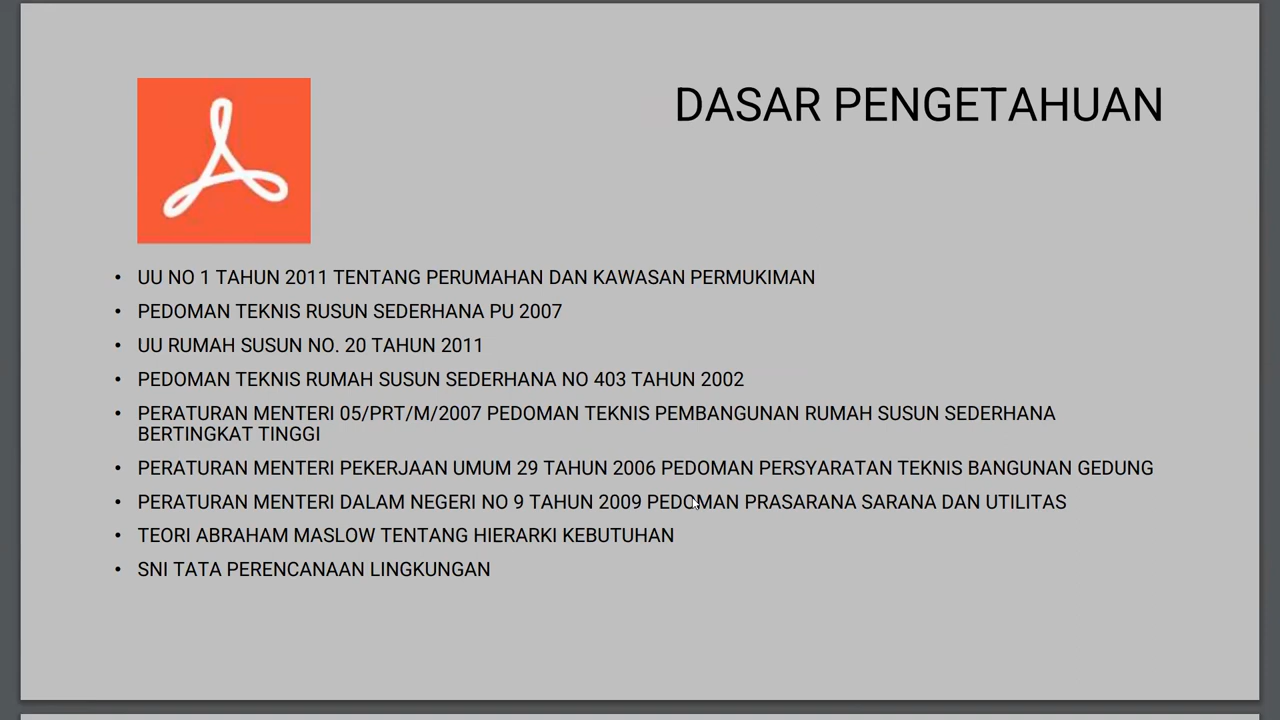 DASAR PENGETAHUAN
• UU NO 1 TAHUN 2011 TENTANG PERUMAHAN DAN KAWASAN PERMUKIMAN
• PEDOMAN TEKNIS RUSUN SEDERHANA PU 2007
• UU RUMAH SUSUN NO. 20 TAHUN 2011
• PEDOMAN TEKNIS RUMAH SUSUN SEDERHANA NO 403 TAHUN 2002
• PERATURAN MENTERI 05/PRT/M/2007 PEDOMAN TEKNIS PEMBANGUNAN RUMAH SUSUN SEDERHANA
BERTINGKAT TINGGI
• PERATURAN MENTERI PEKERJAAN UMUM 29 TAHUN 2006 PEDOMAN PERSYARATAN TEKNIS BANGUNAN GEDUNG
• PERATURAN MENTERI DALAM NEGERI NO 9 TAHUN 2009 PEDOMAN PRASARANA SARANA DAN UTILITAS
• TEORI ABRAHAM MASLOW TENTANG HIERARKI KEBUTUHAN
• SNI TATA PERENCANAAN LINGKUNGAN